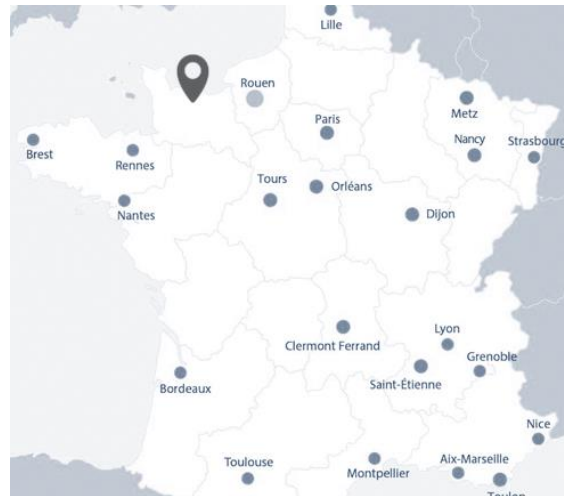 Lille
Rouen
Paris
Metz
Nancy
Strasbourg
Brest
Rennes
Tours
Orléans
Nantes
Dijon
Clermont Ferrand
Lyon
Grenoble
Saint-Étienne
Bordeaux
Nice
Toulouse
Montpellier
Aix-Marseille
Toulon